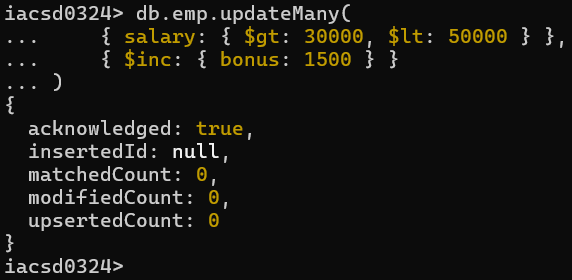 iacsd0324> db.emp.updateMany(
...     { salary: { $gt: 30000, $lt: 50000 } },
...     { $inc: { bonus: 1500 } }
... )
{
  acknowledged: true,
  insertedId: null,
  matchedCount: 0,
  modifiedCount: 0,
  upsertedCount: 0
}
iacsd0324>